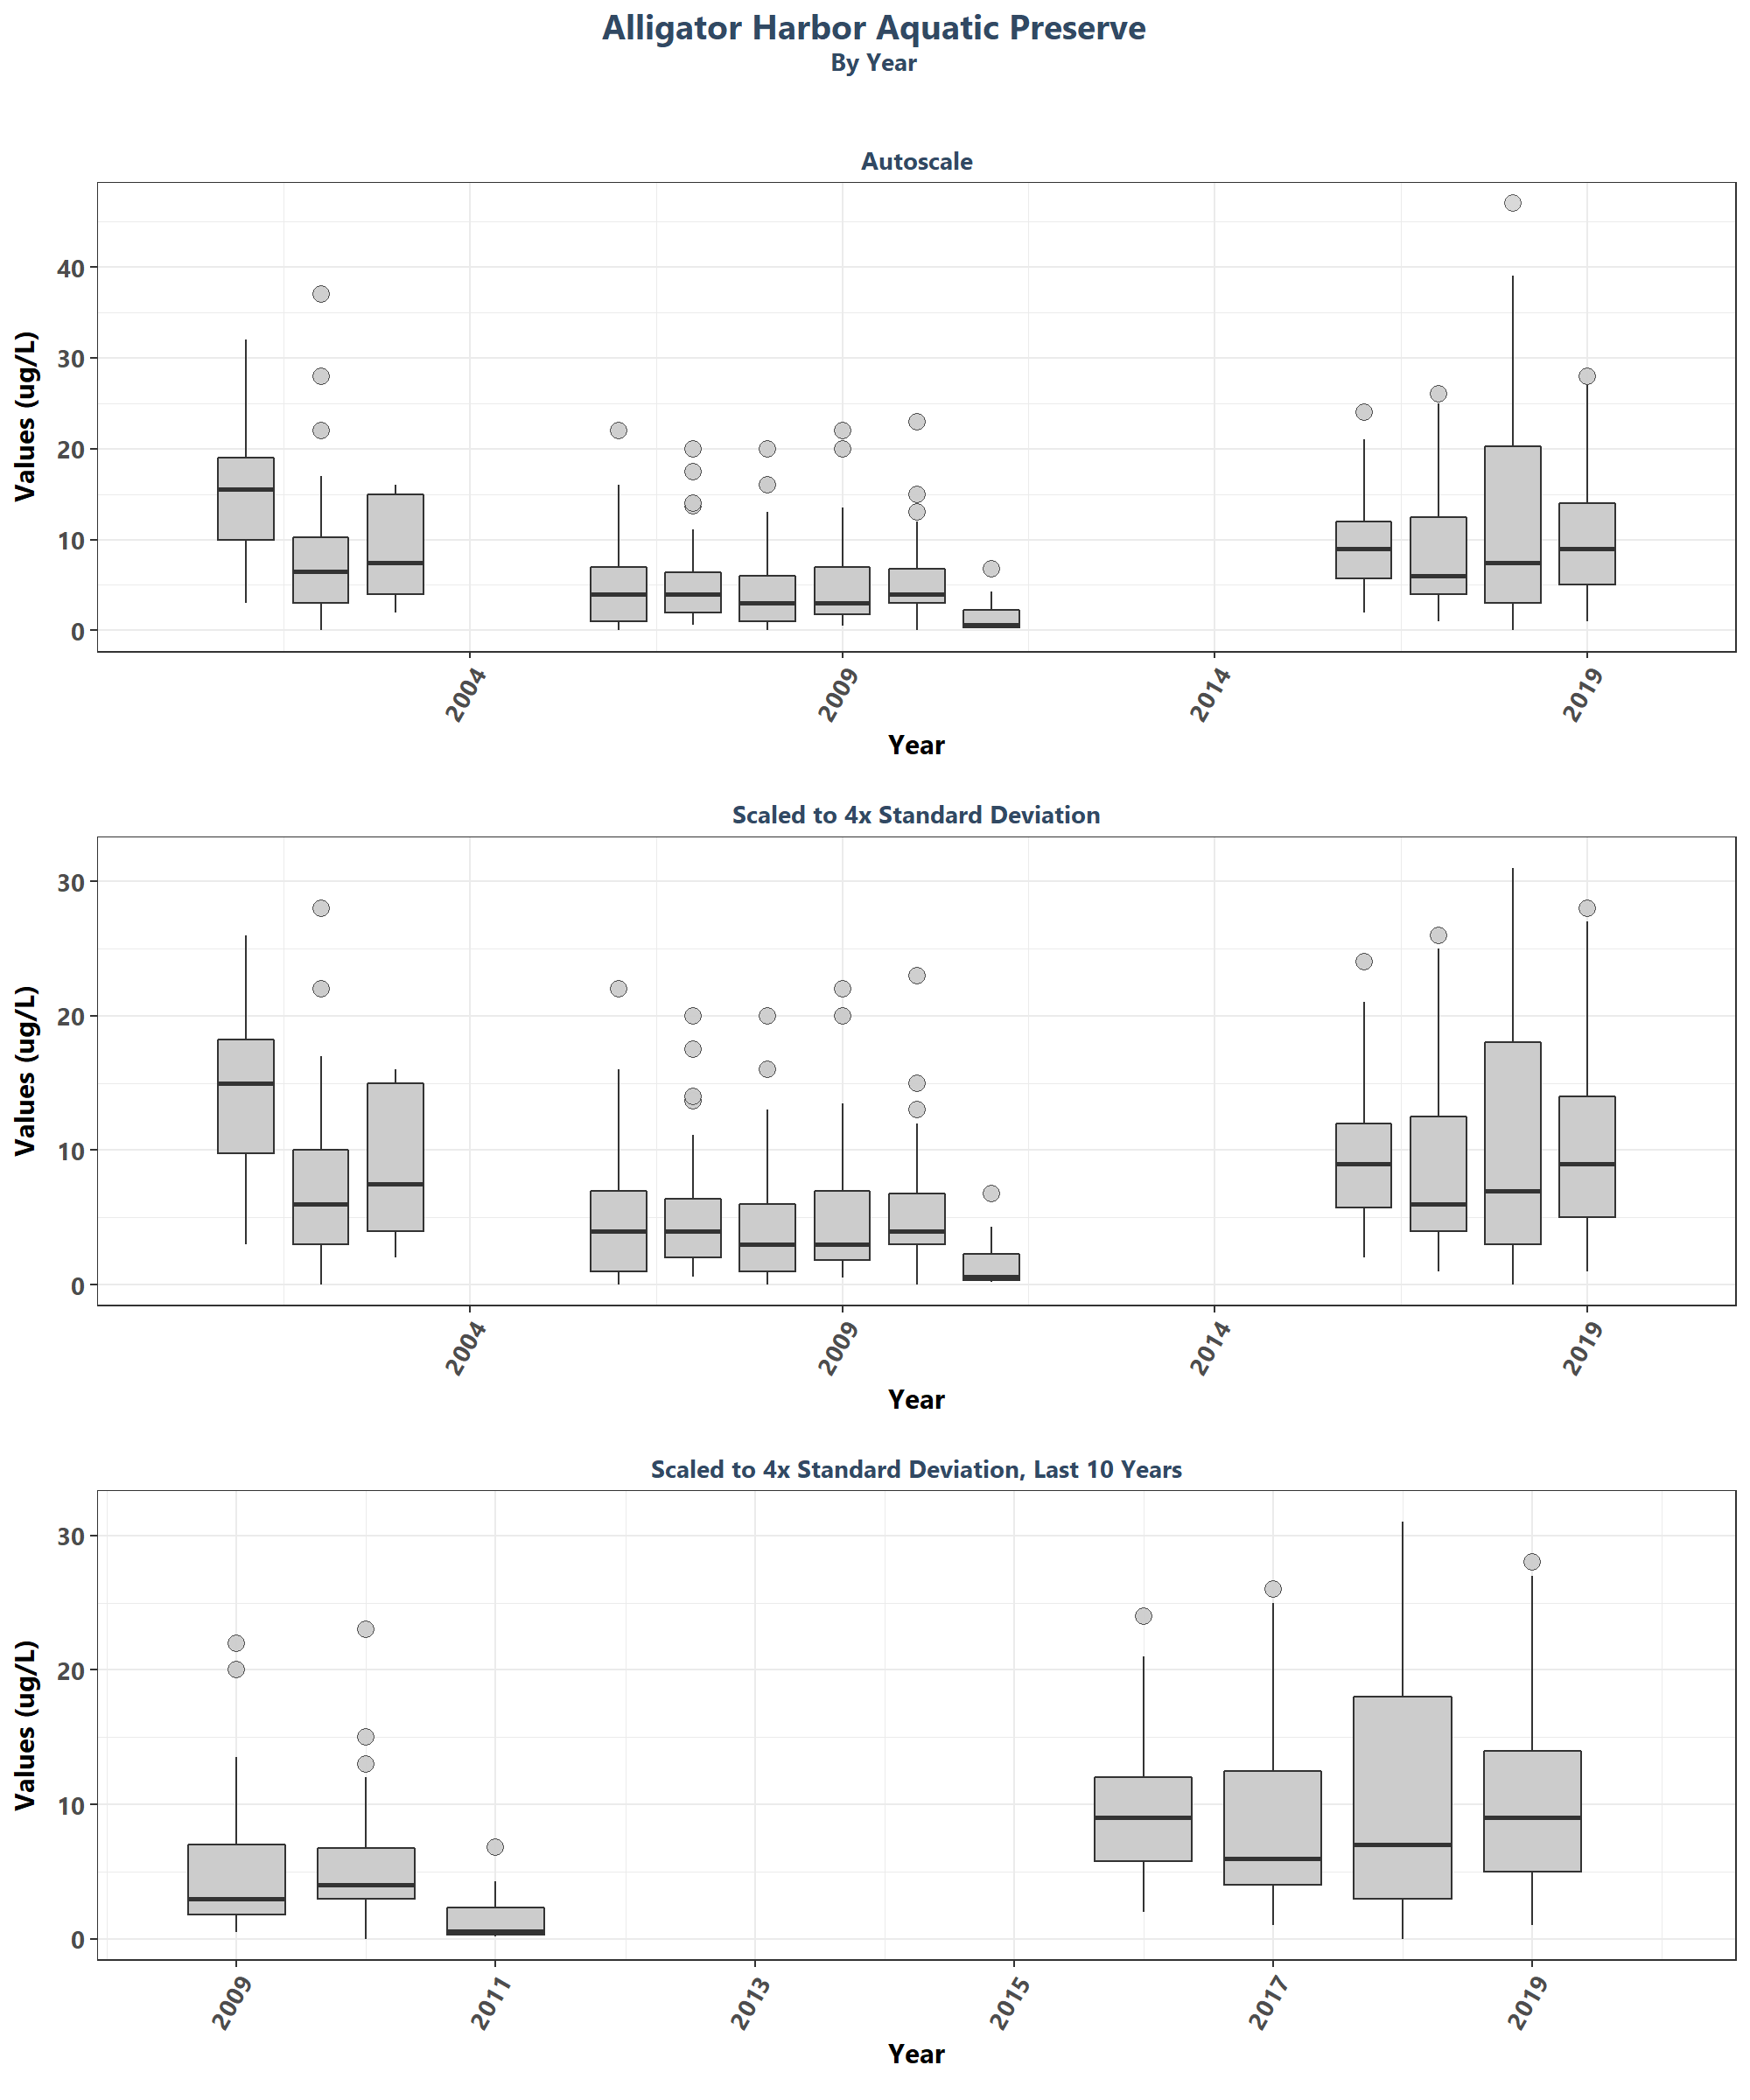 Alligator Harbor Aquatic Preserve
By Year
Autoscale
Values (ug/L)
40
30
20
10
0
2004
2009
2014
2019
Year
Scaled to 4x Standard Deviation
Values (ug/L)
30
20
10
0
2004
2009
2014
2019
Year
Scaled to 4x Standard Deviation, Last 10 Years
Values (ug/L)
30
20
10
0
2009
2011
2013
2015
2017
2019
Year